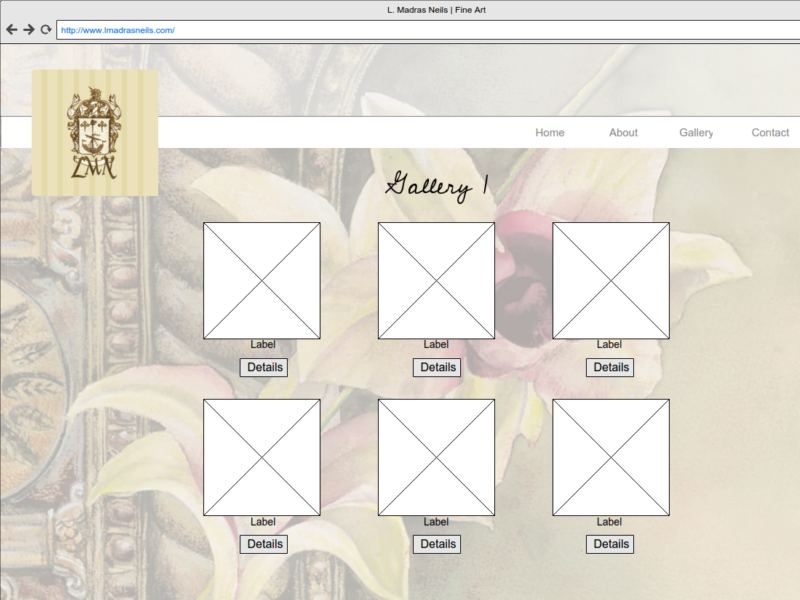 L. Madras Neils | Fine Art
http://www.lmadrasneils.com/
LMN
Home About Gallery Contact
Gallery 1
Label Label Label
Details Details Details
Label Label Label
Details Details Details